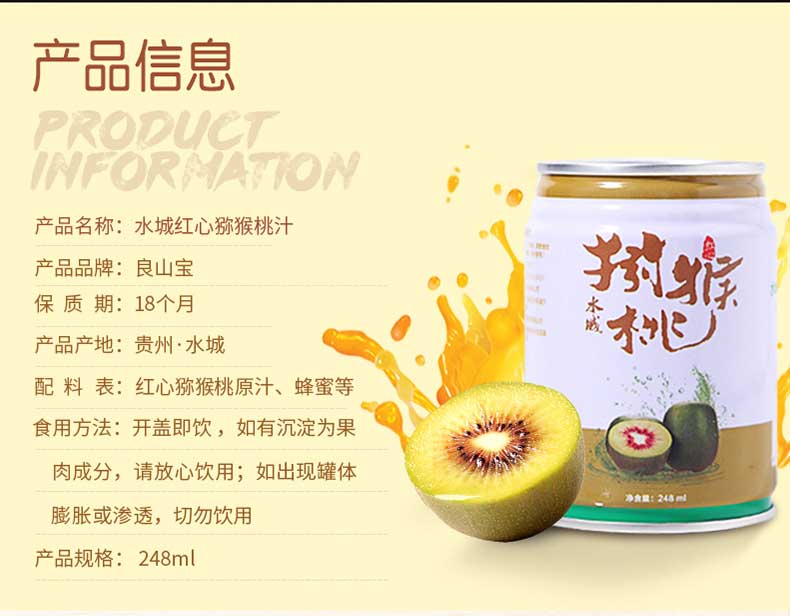 产品信息
PRODUCT
INFORMATION
产品名称：水城红心猕猴桃汁
产品品牌：良山宝
保 质 期：18个月
产品产地：贵州·水城
配 料 表：红心猕猴桃原汁、蜂蜜等
食用方法：开盖即饮，如有沉淀为果
肉成分，请放心饮用；如出现罐体
膨胀或渗透，切勿饮用
产品规格： 248ml
猕猴桃
水城
净含量：248 ml